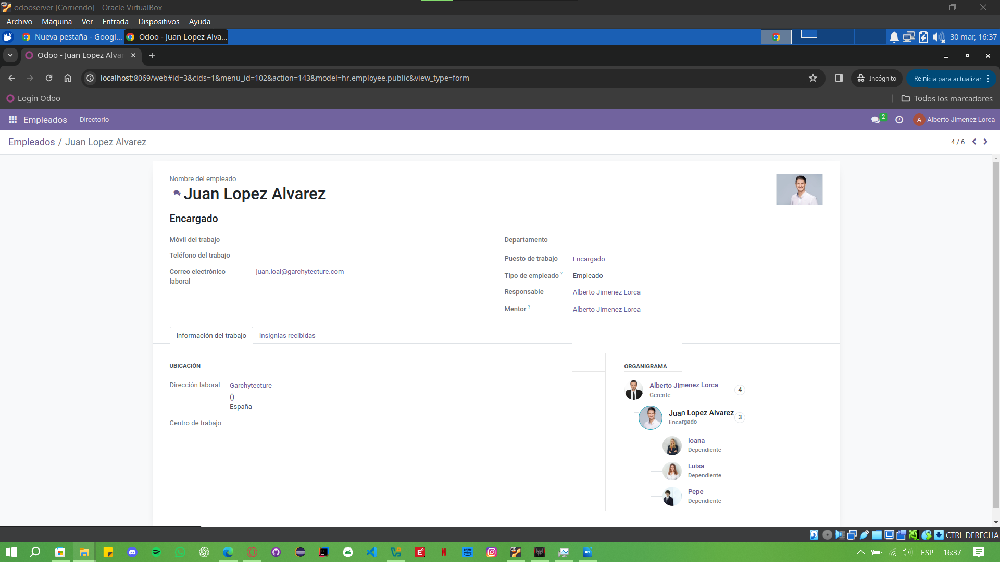 odooserver [Corriendo] - Oracle VirtualBox
Archivo Máquina Ver Entrada Dispositivos Ayuda
Nueva pestaña - Googl... Odoo - Juan Lopez Alva... 30 mar, 16:37
Odoo - Juan Lopez Alvar
localhost:8069/web#id=3&cids=1&menu_id=102&action=143&model=hr.employee.public&view_type=form Incógnito Reinicia para actualizar
Login Odoo Todos los marcadores
Empleados Directorio 2 A Alberto Jimenez Lorca
Empleados / Juan Lopez Alvarez 4 / 6
Nombre del empleado
Juan Lopez Alvarez
Encargado
Móvil del trabajo
Teléfono del trabajo
Correo electrónico laboral juan.loal@garchytecture.com
Departamento
Puesto de trabajo Encargado
Tipo de empleado ? Empleado
Responsable Alberto Jimenez Lorca
Mentor ? Alberto Jimenez Lorca
Información del trabajo Insignias recibidas
UBICACIÓN
Dirección laboral Garchytecture
()
España
Centro de trabajo
ORGANIGRAMA
Alberto Jimenez Lorca 4
Gerente
Juan Lopez Alvarez 3
Encargado
Ioana
Dependiente
Luisa
Dependiente
Pepe
Dependiente
CTRL DERECHA
ESP 16:37